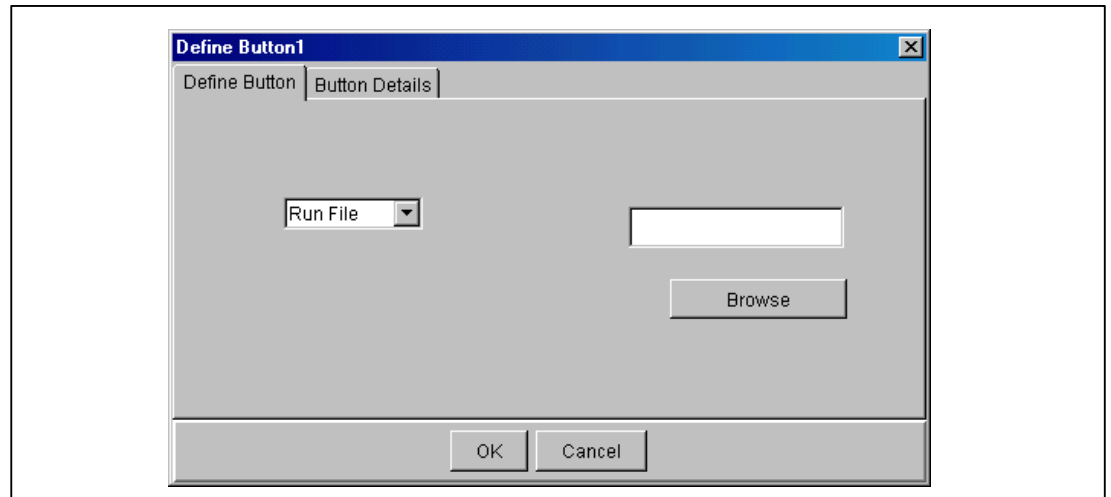 Define Button1
Define Button Button Details
Run File
Browse
OK Cancel